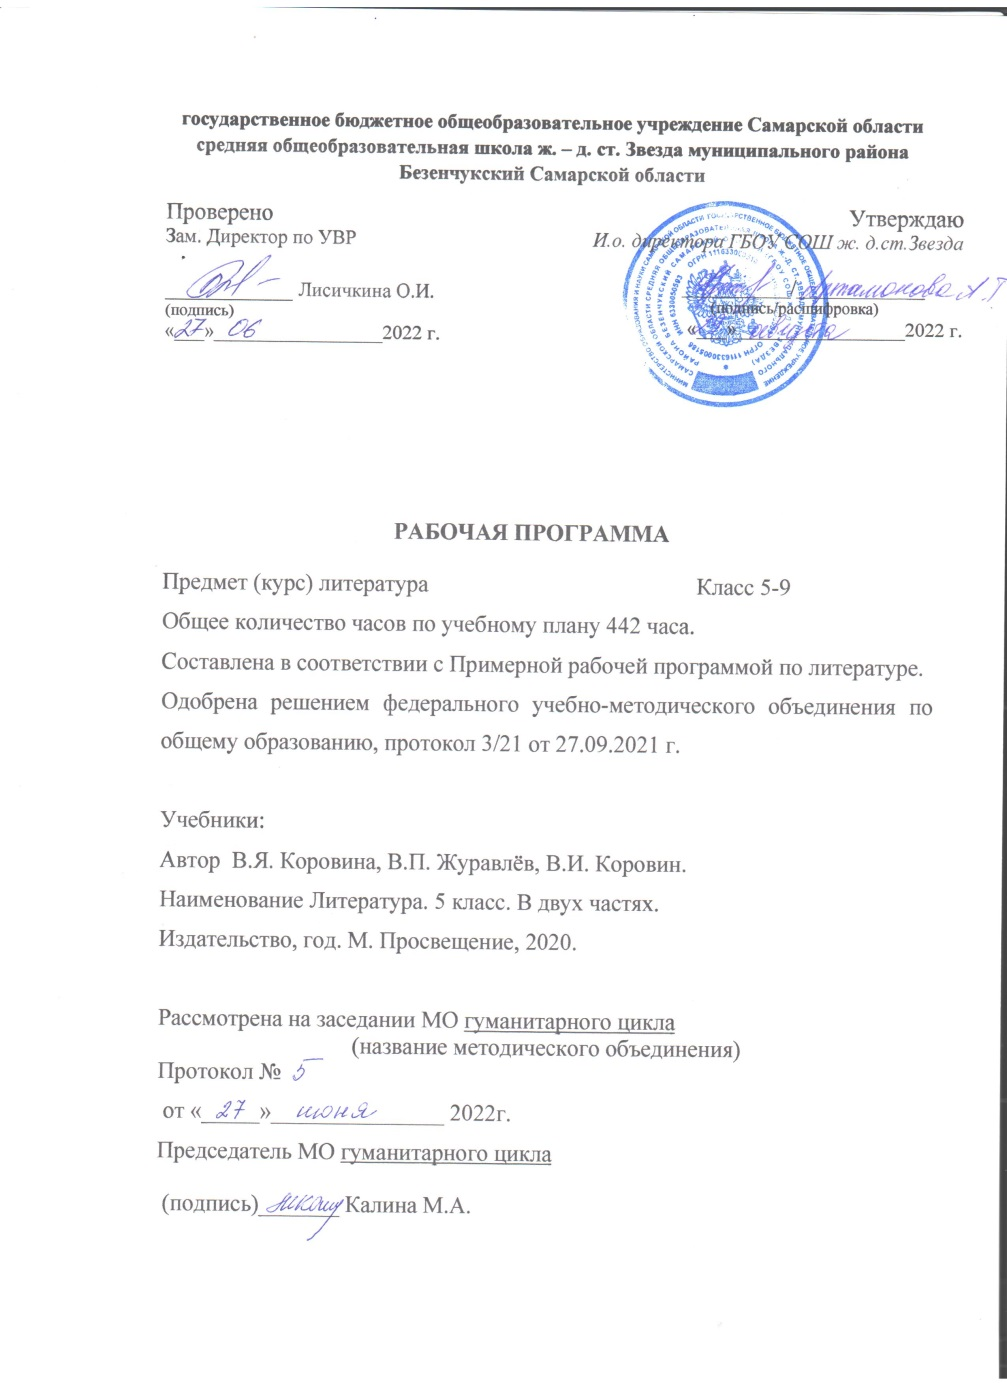 государственное бюджетное общеобразовательное учреждение Самарской области
средняя общеобразовательная школа ж. – д. ст. Звезда муниципального района
Безенчукский Самарской области
Проверено
Зам. Директор по УВР
______________ Лисичкина О.И.
(подпись)
«27» 06 2022 г.
Утверждаю
И.о. директора ГБОУ СОШ ж. д.ст.Звезда
Артамонова А.Т
(подпись/расшифровка)
« » августа 2022 г.
РАБОЧАЯ ПРОГРАММА
Предмет (курс) литература Класс 5-9
Общее количество часов по учебному плану 442 часа.
Составлена в соответствии с Примерной рабочей программой по литературе.
Одобрена решением федерального учебно-методического объединения по
общему образованию, протокол 3/21 от 27.09.2021 г.
Учебники:
Автор В.Я. Коровина, В.П. Журавлёв, В.И. Коровин.
Наименование Литература. 5 класс. В двух частях.
Издательство, год. М. Просвещение, 2020.
Рассмотрена на заседании МО гуманитарного цикла
(название методического объединения)
Протокол № 5
от «27» июня 2022г.
Председатель МО гуманитарного цикла
(подпись)_______Калина М.А.